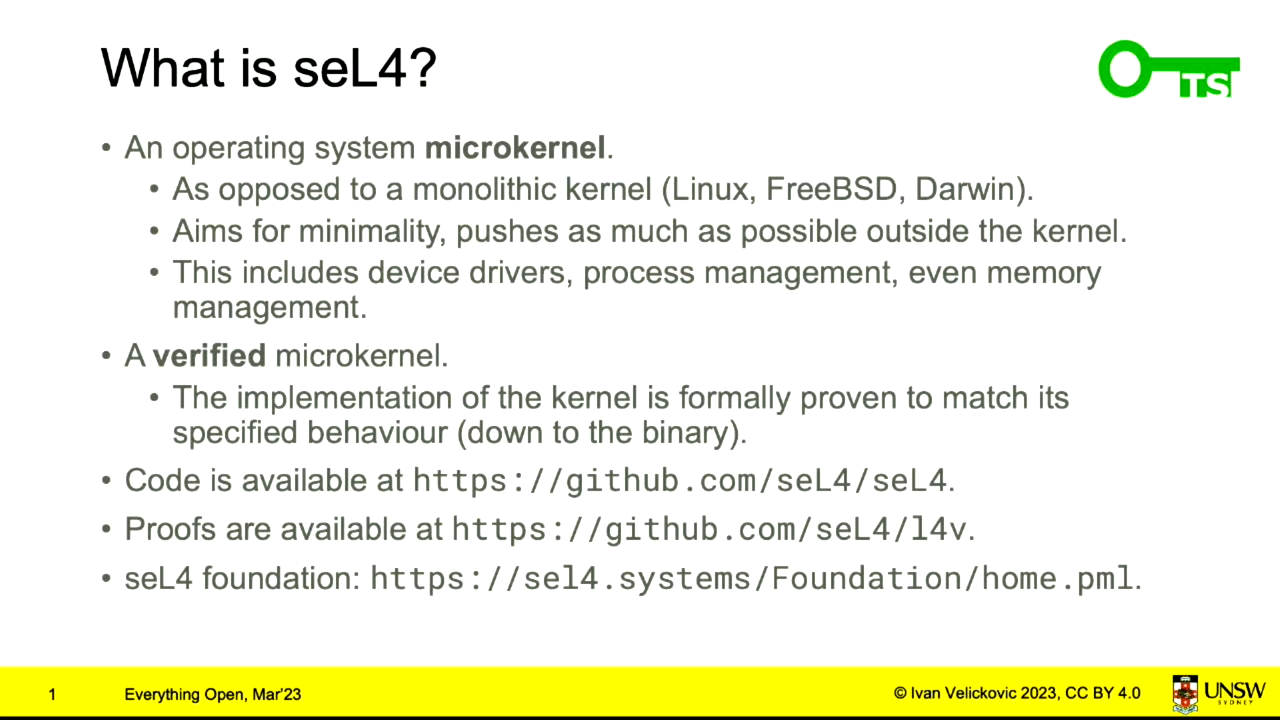 What is seL4?
TS
• An operating system microkernel.
• As opposed to a monolithic kernel (Linux, FreeBSD, Darwin).
• Aims for minimality, pushes as much as possible outside the kernel.
• This includes device drivers, process management, even memory
management.
• A verified microkernel.
• The implementation of the kernel is formally proven to match its
specified behaviour (down to the binary).
• Code is available at https://github.com/seL4/seL4.
• Proofs are available at https://github.com/seL4/l4v.
• seL4 foundation: https://sel4.systems/Foundation/home.pml.
1
Everything Open, Mar'23
© Ivan Velickovic 2023, CC BY 4.0
UNSW
SYDNEY